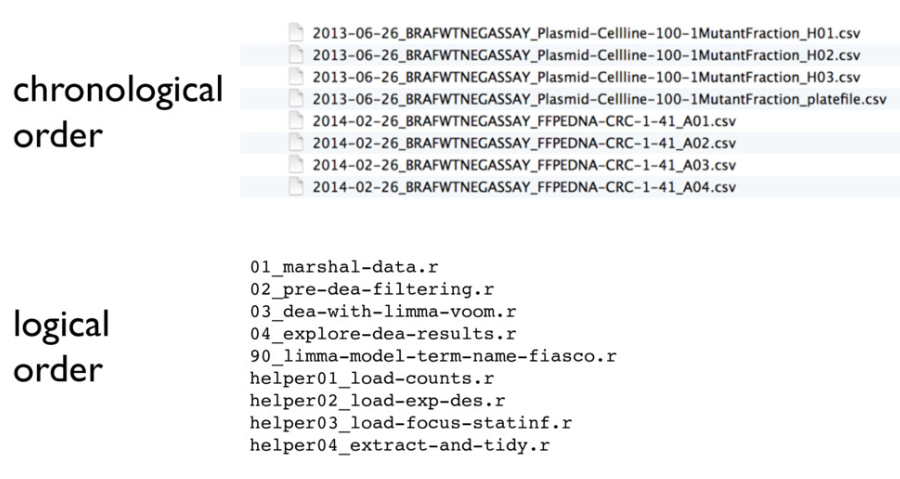 chronological
order
2013-06-26_BRAFWTNEGASSAY_Plasmid-Cellline-100-1MutantFraction_H01.csv
2013-06-26_BRAFWTNEGASSAY_Plasmid-Cellline-100-1MutantFraction_H02.csv
2013-06-26_BRAFWTNEGASSAY_Plasmid-Cellline-100-1MutantFraction_H03.csv
2013-06-26_BRAFWTNEGASSAY_Plasmid-Cellline-100-1MutantFraction_platefile.csv
2014-02-26_BRAFWTNEGASSAY_FFPEDNA-CRC-1-41_A01.csv
2014-02-26_BRAFWTNEGASSAY_FFPEDNA-CRC-1-41_A02.csv
2014-02-26_BRAFWTNEGASSAY_FFPEDNA-CRC-1-41_A03.csv
2014-02-26_BRAFWTNEGASSAY_FFPEDNA-CRC-1-41_A04.csv
logical
order
01_marshal-data.r
02_pre-dea-filtering.r
03_dea-with-limma-voom.r
04_explore-dea-results.r
90_limma-model-term-name-fiasco.r
helper01_load-counts.r
helper02_load-exp-des.r
helper03_load-focus-statinf.r
helper04_extract-and-tidy.r